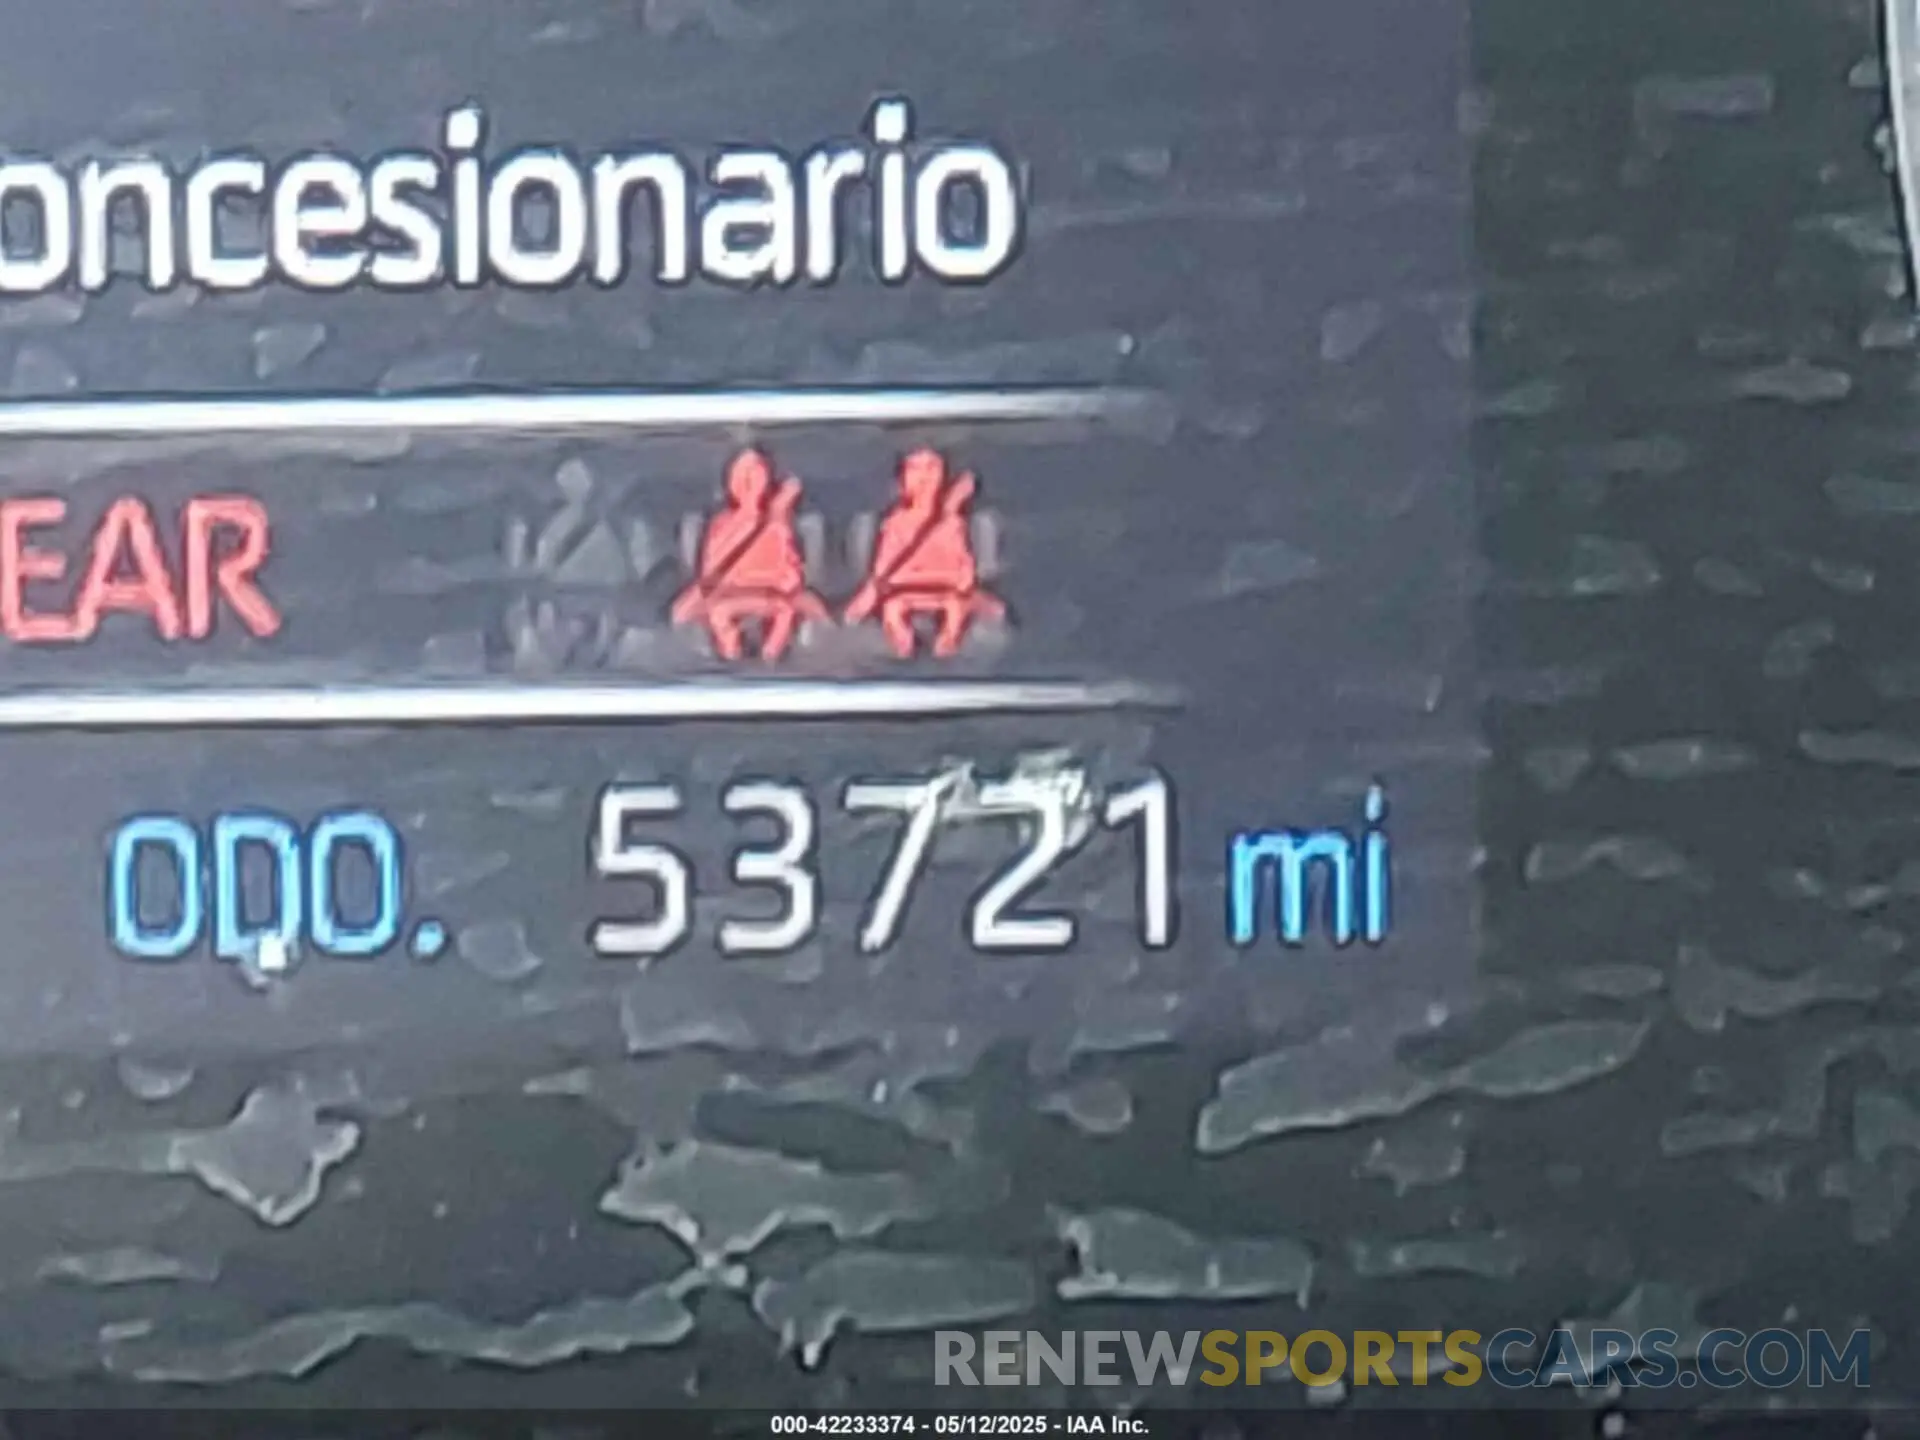 oncesionario
EAR
ODO. 53721 mi
RENEWSPORTSCARS.COM
000-42233374 - 05/12/2025 - IAA Inc.